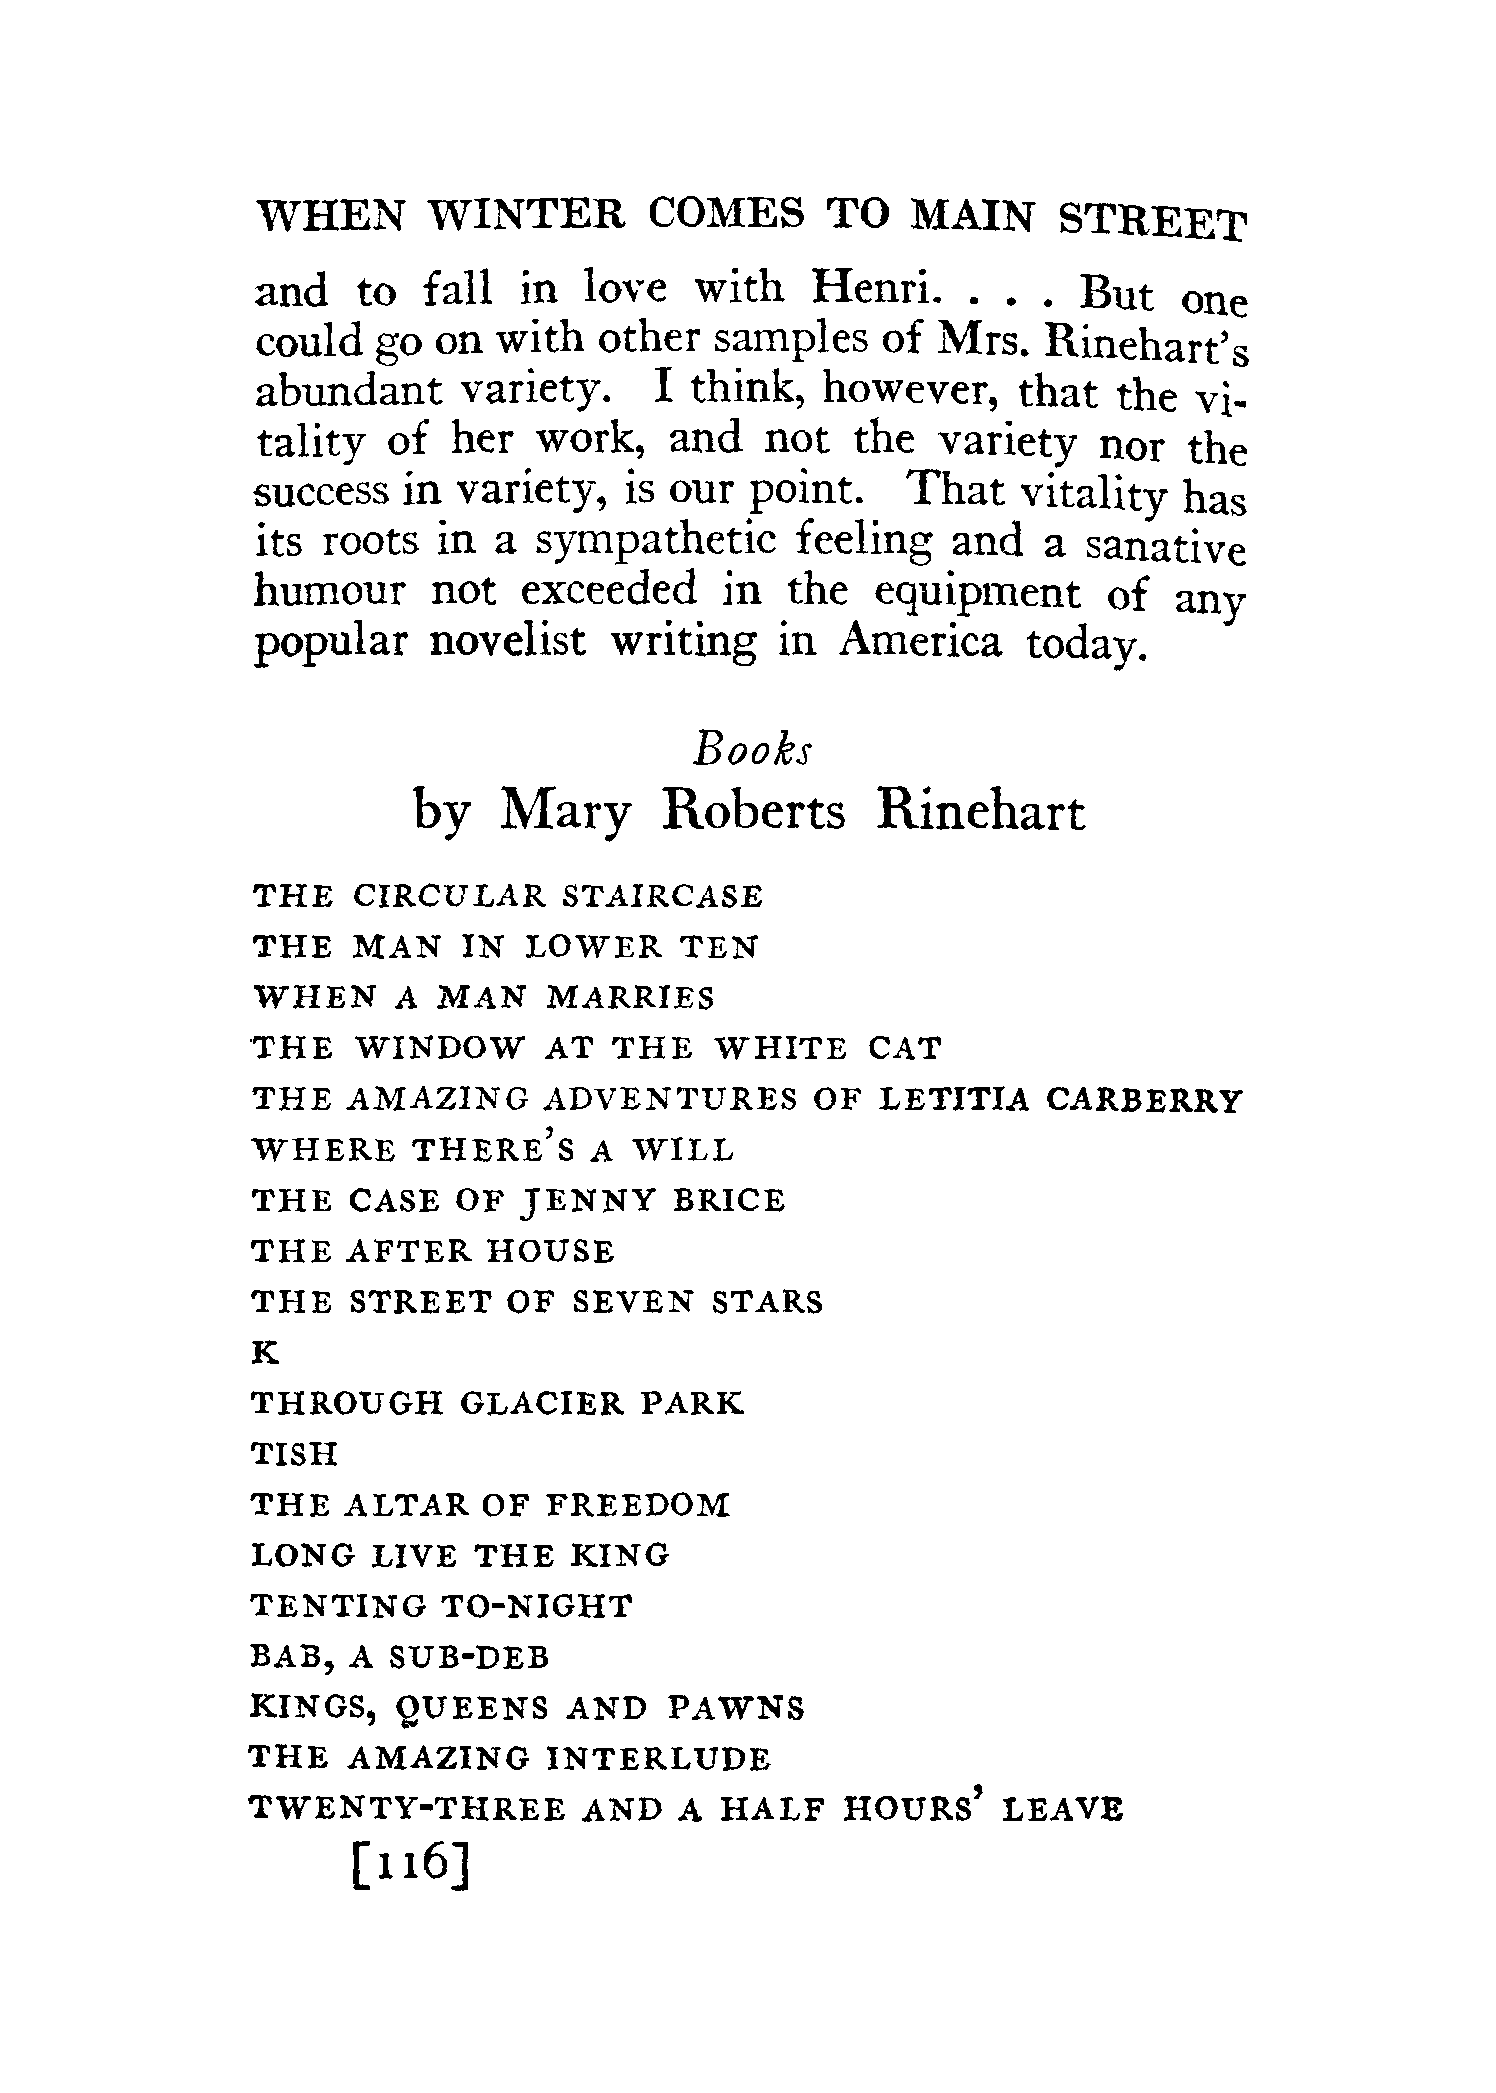 WHEN WINTER COMES TO MAIN STREET
and to fall in love with Henri. . . . But one
could go on with other samples of Mrs. Rinehart's
abundant variety. I think, however, that the vi-
tality of her work, and not the variety nor the
success in variety, is our point. That vitality has
its roots in a sympathetic feeling and a sanative
humour not exceeded in the equipment of any
popular novelist writing in America today.
Books
by Mary Roberts Rinehart
THE CIRCULAR STAIRCASE
THE MAN IN LOWER TEN
WHEN A MAN MARRIES
THE WINDOW AT THE WHITE CAT
THE AMAZING ADVENTURES OF LETITIA CARBERRY
WHERE THERE'S A WILL
THE CASE OF JENNY BRICE
THE AFTER HOUSE
THE STREET OF SEVEN STARS
K
THROUGH GLACIER PARK
TISH
THE ALTAR OF FREEDOM
LONG LIVE THE KING
TENTING TO-NIGHT
BAB, A SUB-DEB
KINGS, QUEENS AND PAWNS
THE AMAZING INTERLUDE
TWENTY-THREE AND A HALF HOURS' LEAVE
[116]